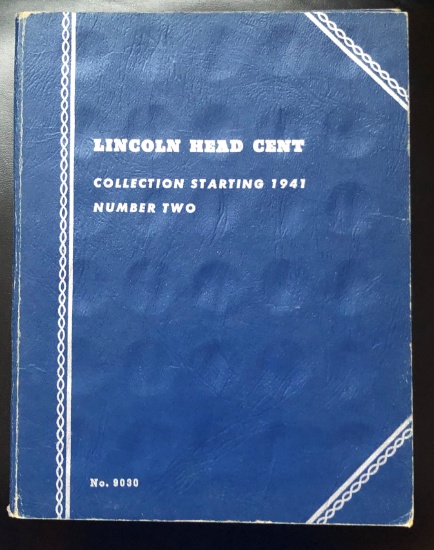 LINCOLN HEAD CENT
COLLECTION STARTING 1941
NUMBER TWO
No. 9030